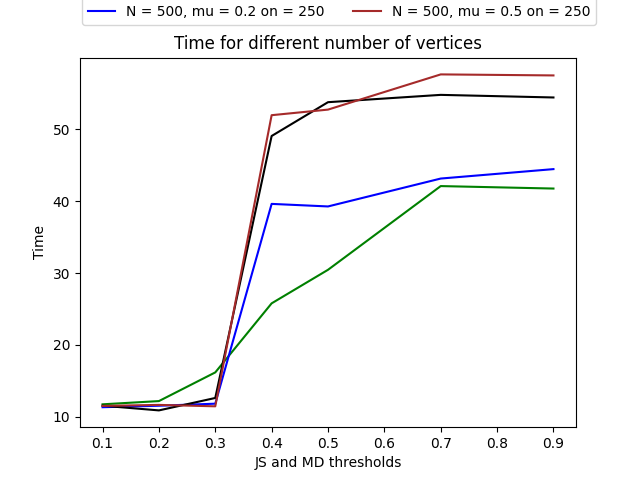 N = 500, mu = 0.2 on = 250 N = 500, mu = 0.5 on = 250
Time for different number of vertices
50
40
30
20
10
Time
0.1 0.2 0.3 0.4 0.5 0.6 0.7 0.8 0.9
JS and MD thresholds